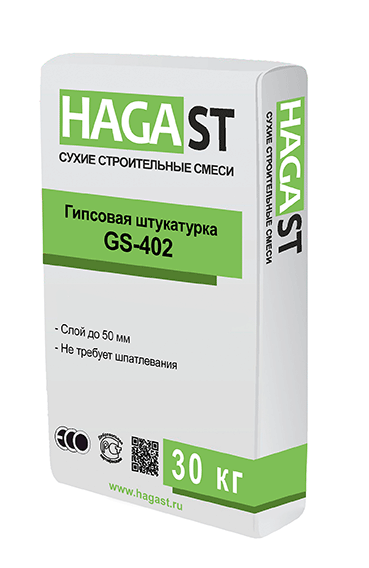 HAGAST
СУХИЕ СТРОИТЕЛЬНЫЕ СМЕСИ
Гипсовая штукатурка
GS-402
- Слой до 50 мм
- Не требует шпатлевания
30 кг
www.hagast.ru
HAGAST
СУХИЕ СТРОИТЕЛЬНЫЕ СМЕСИ